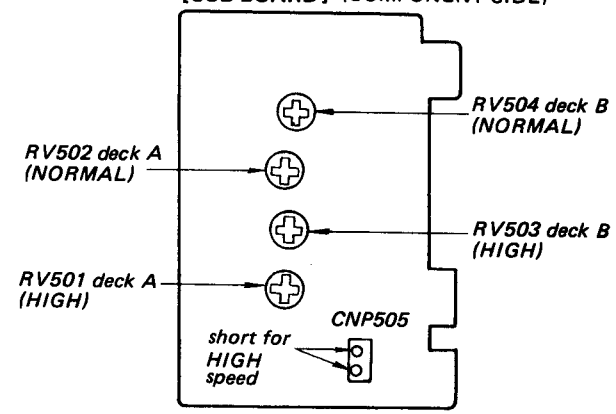 [SUB BOARD] (COMPONENT SIDE)
RV504 deck B
(NORMAL)
RV502 deck A
(NORMAL)
RV503 deck B
(HIGH)
RV501 deck A
(HIGH)
CNP505
short for
HIGH
speed